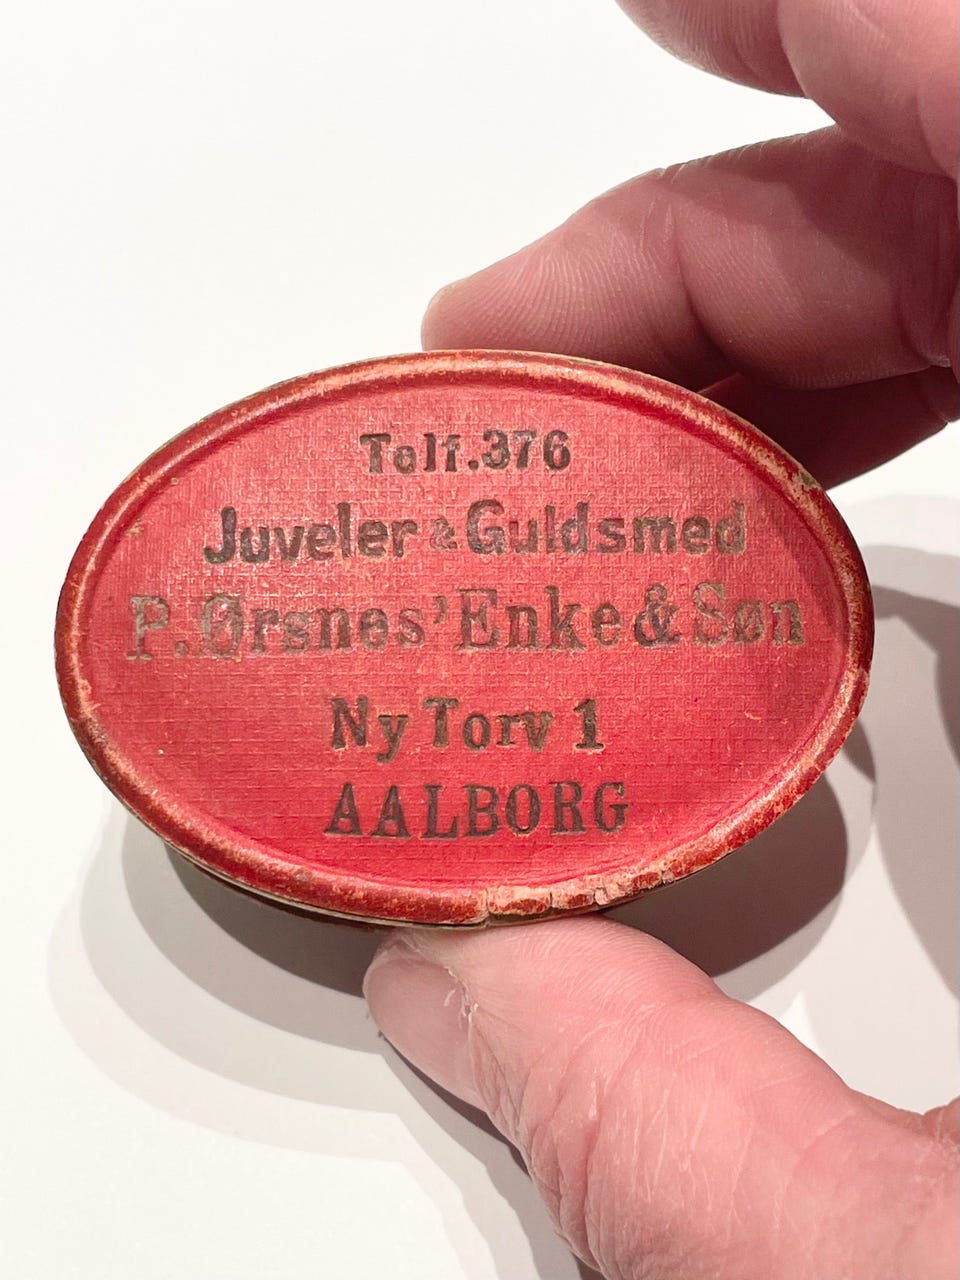 Telf. 376
Juveler & Guldsmed
P. Ørsnes' Enke & Søn
Ny Torv 1
AALBORG